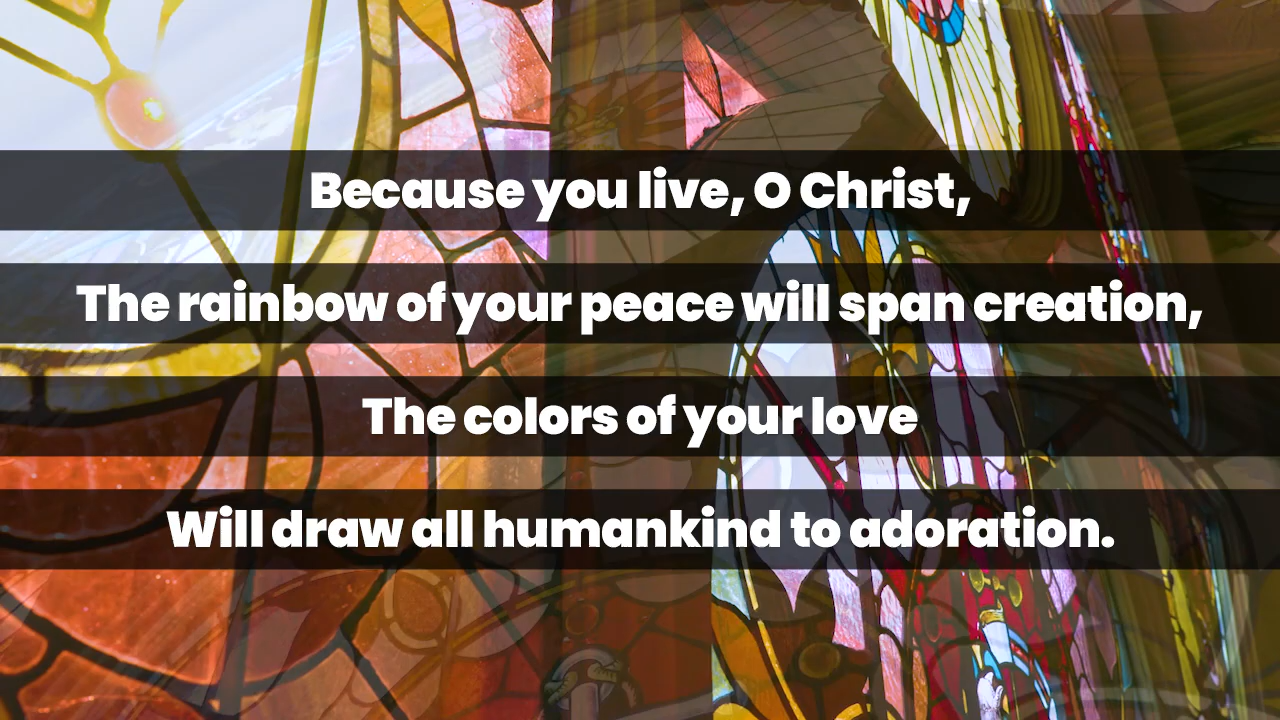 Because you live, O Christ,
The rainbow of your peace will span creation,
The colors of your love
Will draw all humankind to adoration.